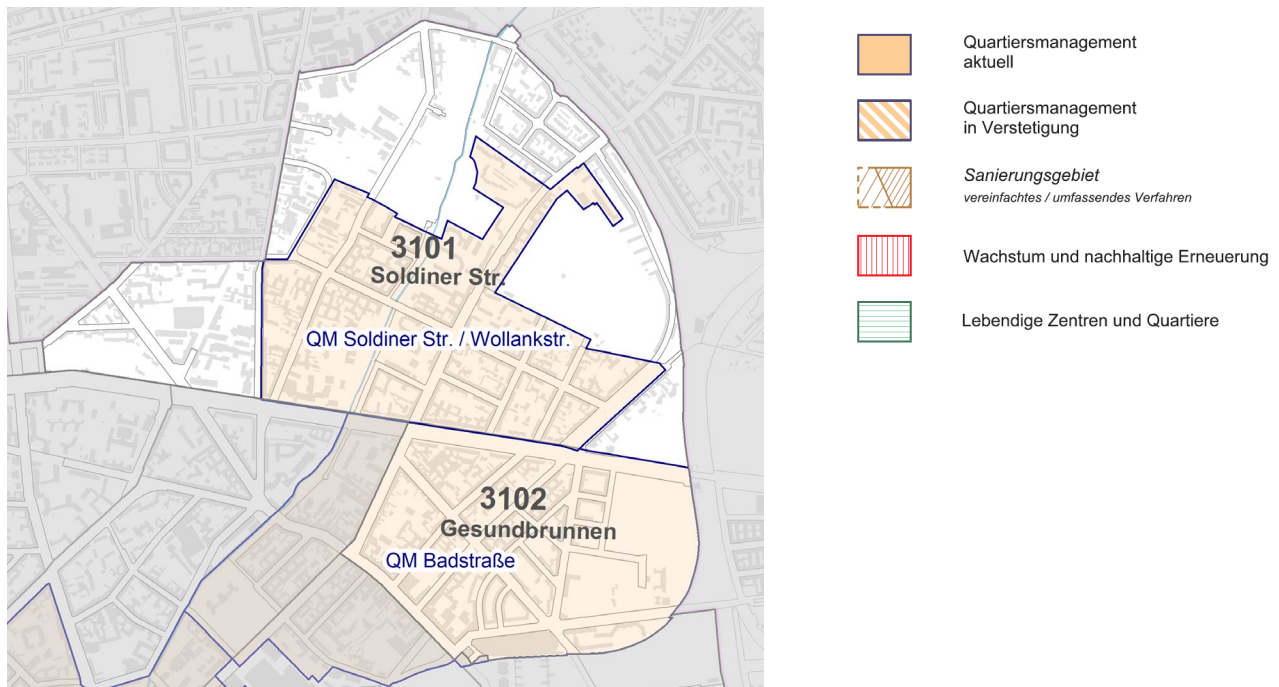 3101
Soldiner Str.
QM Soldiner Str. / Wollankstr.
3102
Gesundbrunnen
QM Badstraße
Quartiersmanagement
aktuell
Quartiersmanagement
in Verstetigung
Sanierungsgebiet
vereinfachtes / umfassendes Verfahren
Wachstum und nachhaltige Erneuerung
Lebendige Zentren und Quartiere